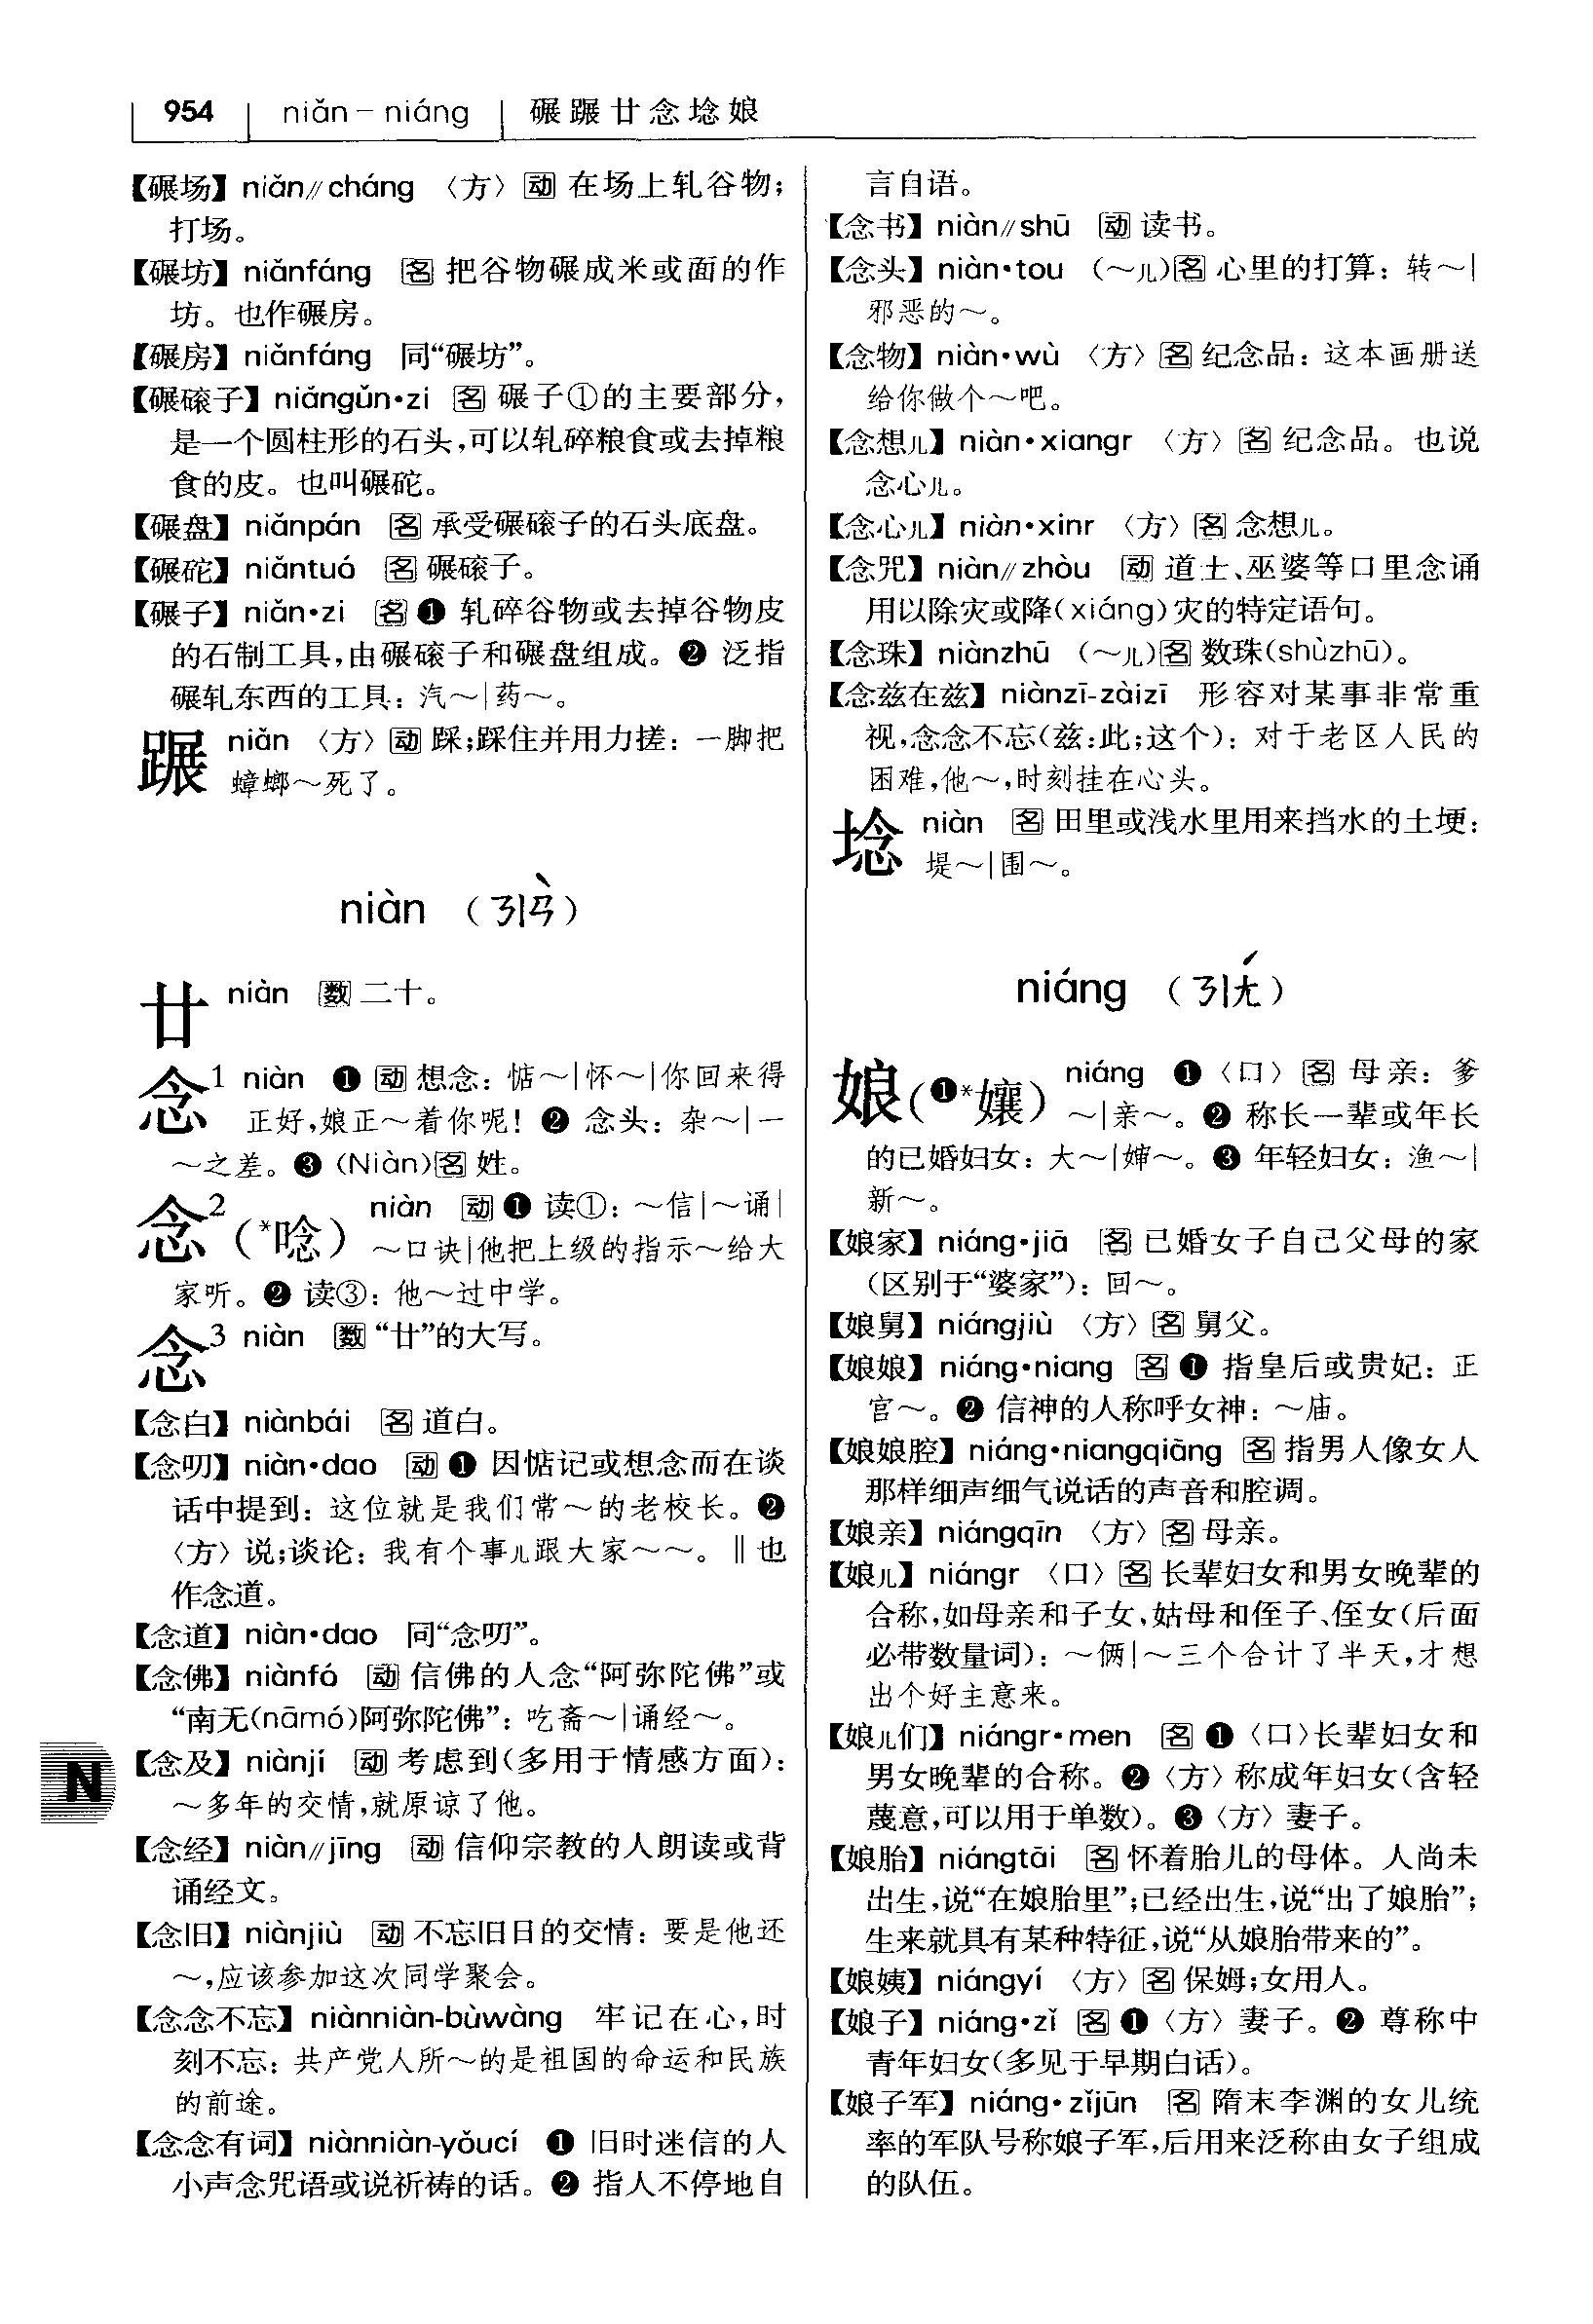 954 niǎn－niáng 碾蹍廿念埝娘
【碾场】 niǎn∥cháng 〈方〉[动]在场上轧谷物；
打场。
【碾坊】 niǎnfáng [名]把谷物碾成米或面的作
坊。也作碾房。
【碾房】 niǎnfáng 同“碾坊”。
【碾磙子】 niǎngǔn•zi [名]碾子①的主要部分，
是一个圆柱形的石头，可以轧碎粮食或去掉粮
食的皮。也叫碾砣。
【碾盘】 niǎnpán [名]承受碾磙子的石头底盘。
【碾砣】 niǎntuó [名]碾磙子。
【碾子】 niǎn•zi [名]❶ 轧碎谷物或去掉谷物皮
的石制工具，由碾磙子和碾盘组成。❷ 泛指
碾轧东西的工具：汽～|药～。
蹍 niǎn 〈方〉[动]踩；踩住并用力搓：一脚把
蟑螂～死了。
niàn （ㄋㄧㄢˋ）
廿 niàn [数]二十。
念1 niàn ❶ [动]想念：惦～|怀～|你回来得
正好，娘正～着你呢！❷ 念头：杂～|一
～之差。❸ (Niàn)[名]姓。
念2（*唸） niàn [动]❶ 读①：～信|～诵|
～口诀|他把上级的指示～给大
家听。❷ 读③：他～过中学。
念3 niàn [数]“廿”的大写。
【念白】 niànbái [名]道白。
【念叨】 niàn•dao [动]❶ 因惦记或想念而在谈
话中提到：这位就是我们常～的老校长。❷
〈方〉说；谈论：我有个事儿跟大家～～。‖也
作念道。
【念道】 niàn•dao 同“念叨”。
【念佛】 niànfó [动]信佛的人念“阿弥陀佛”或
“南无(nāmó)阿弥陀佛”：吃斋～|诵经～。
【念及】 niànjí [动]考虑到（多用于情感方面）：
～多年的交情，就原谅了他。
【念经】 niàn∥jīng [动]信仰宗教的人朗读或背
诵经文。
【念旧】 niànjiù [动]不忘旧日的交情：要是他还
～，应该参加这次同学聚会。
【念念不忘】 niànniàn-bùwàng 牢记在心，时
刻不忘：共产党人所～的是祖国的命运和民族
的前途。
【念念有词】 niànniàn-yǒucí ❶ 旧时迷信的人
小声念咒语或说祈祷的话。❷ 指人不停地自
N
言自语。
【念书】 niàn∥shū [动]读书。
【念头】 niàn•tou （～儿）[名]心里的打算：转～|
邪恶的～。
【念物】 niàn•wù 〈方〉[名]纪念品：这本画册送
给你做个～吧。
【念想儿】 niàn•xiangr 〈方〉[名]纪念品。也说
念心儿。
【念心儿】 niàn•xinr 〈方〉[名]念想儿。
【念咒】 niàn∥zhòu [动]道士、巫婆等口里念诵
用以除灾或降(xiáng)灾的特定语句。
【念珠】 niànzhū （～儿）[名]数珠(shùzhū)。
【念兹在兹】 niànzī-zàizī 形容对某事非常重
视，念念不忘（兹：此；这个）：对于老区人民的
困难，他～，时刻挂在心头。
埝 niàn [名]田里或浅水里用来挡水的土埂：
堤～|围～。
niáng （ㄋㄧㄤˊ）
娘（❶*孃） niáng ❶〈口〉[名]母亲：爹
～|亲～。❷ 称长一辈或年长
的已婚妇女：大～|婶～。❸ 年轻妇女：渔～|
新～。
【娘家】 niáng•jiā [名]已婚女子自己父母的家
（区别于“婆家”）：回～。
【娘舅】 niángjiù 〈方〉[名]舅父。
【娘娘】 niáng•niang [名]❶ 指皇后或贵妃：正
宫～。❷ 信神的人称呼女神：～庙。
【娘娘腔】 niáng•niangqiāng [名]指男人像女人
那样细声细气说话的声音和腔调。
【娘亲】 niángqīn 〈方〉[名]母亲。
【娘儿】 niángr 〈口〉[名]长辈妇女和男女晚辈的
合称，如母亲和子女，姑母和侄子、侄女（后面
必带数量词）：～俩|～三个合计了半天，才想
出个好主意来。
【娘儿们】 niángr•men [名]❶〈口〉长辈妇女和
男女晚辈的合称。❷〈方〉称成年妇女（含轻
蔑意，可以用于单数）。❸〈方〉妻子。
【娘胎】 niángtāi [名]怀着胎儿的母体。人尚未
出生，说“在娘胎里”；已经出生，说“出了娘胎”；
生来就具有某种特征，说“从娘胎带来的”。
【娘姨】 niángyí 〈方〉[名]保姆；女用人。
【娘子】 niáng•zǐ [名]❶〈方〉妻子。❷ 尊称中
青年妇女（多见于早期白话）。
【娘子军】 niáng•zǐjūn [名]隋末李渊的女儿统
率的军队号称娘子军，后用来泛称由女子组成
的队伍。